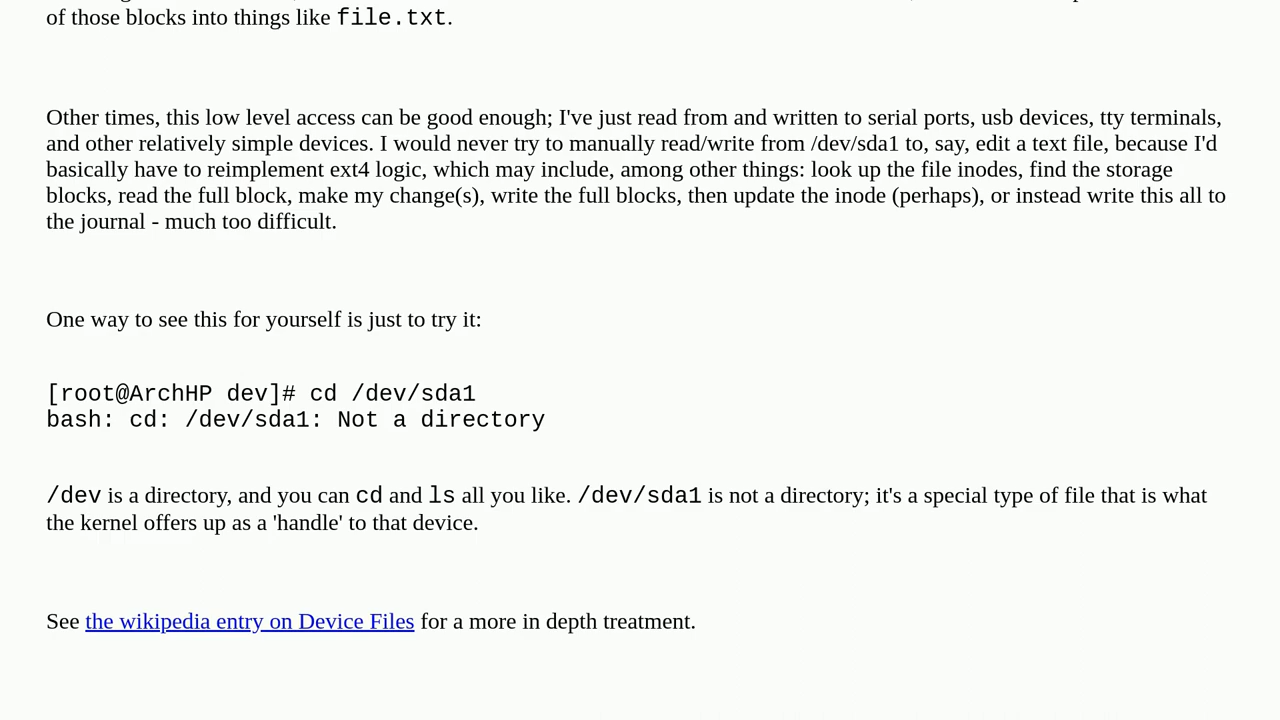 of those blocks into things like file.txt.
Other times, this low level access can be good enough; I've just read from and written to serial ports, usb devices, tty terminals,
and other relatively simple devices. I would never try to manually read/write from /dev/sda1 to, say, edit a text file, because I'd
basically have to reimplement ext4 logic, which may include, among other things: look up the file inodes, find the storage
blocks, read the full block, make my change(s), write the full blocks, then update the inode (perhaps), or instead write this all to
the journal - much too difficult.
One way to see this for yourself is just to try it:
[root@ArchHP dev]# cd /dev/sda1
bash: cd: /dev/sda1: Not a directory
/dev is a directory, and you can cd and ls all you like. /dev/sda1 is not a directory; it's a special type of file that is what
the kernel offers up as a 'handle' to that device.
See the wikipedia entry on Device Files for a more in depth treatment.